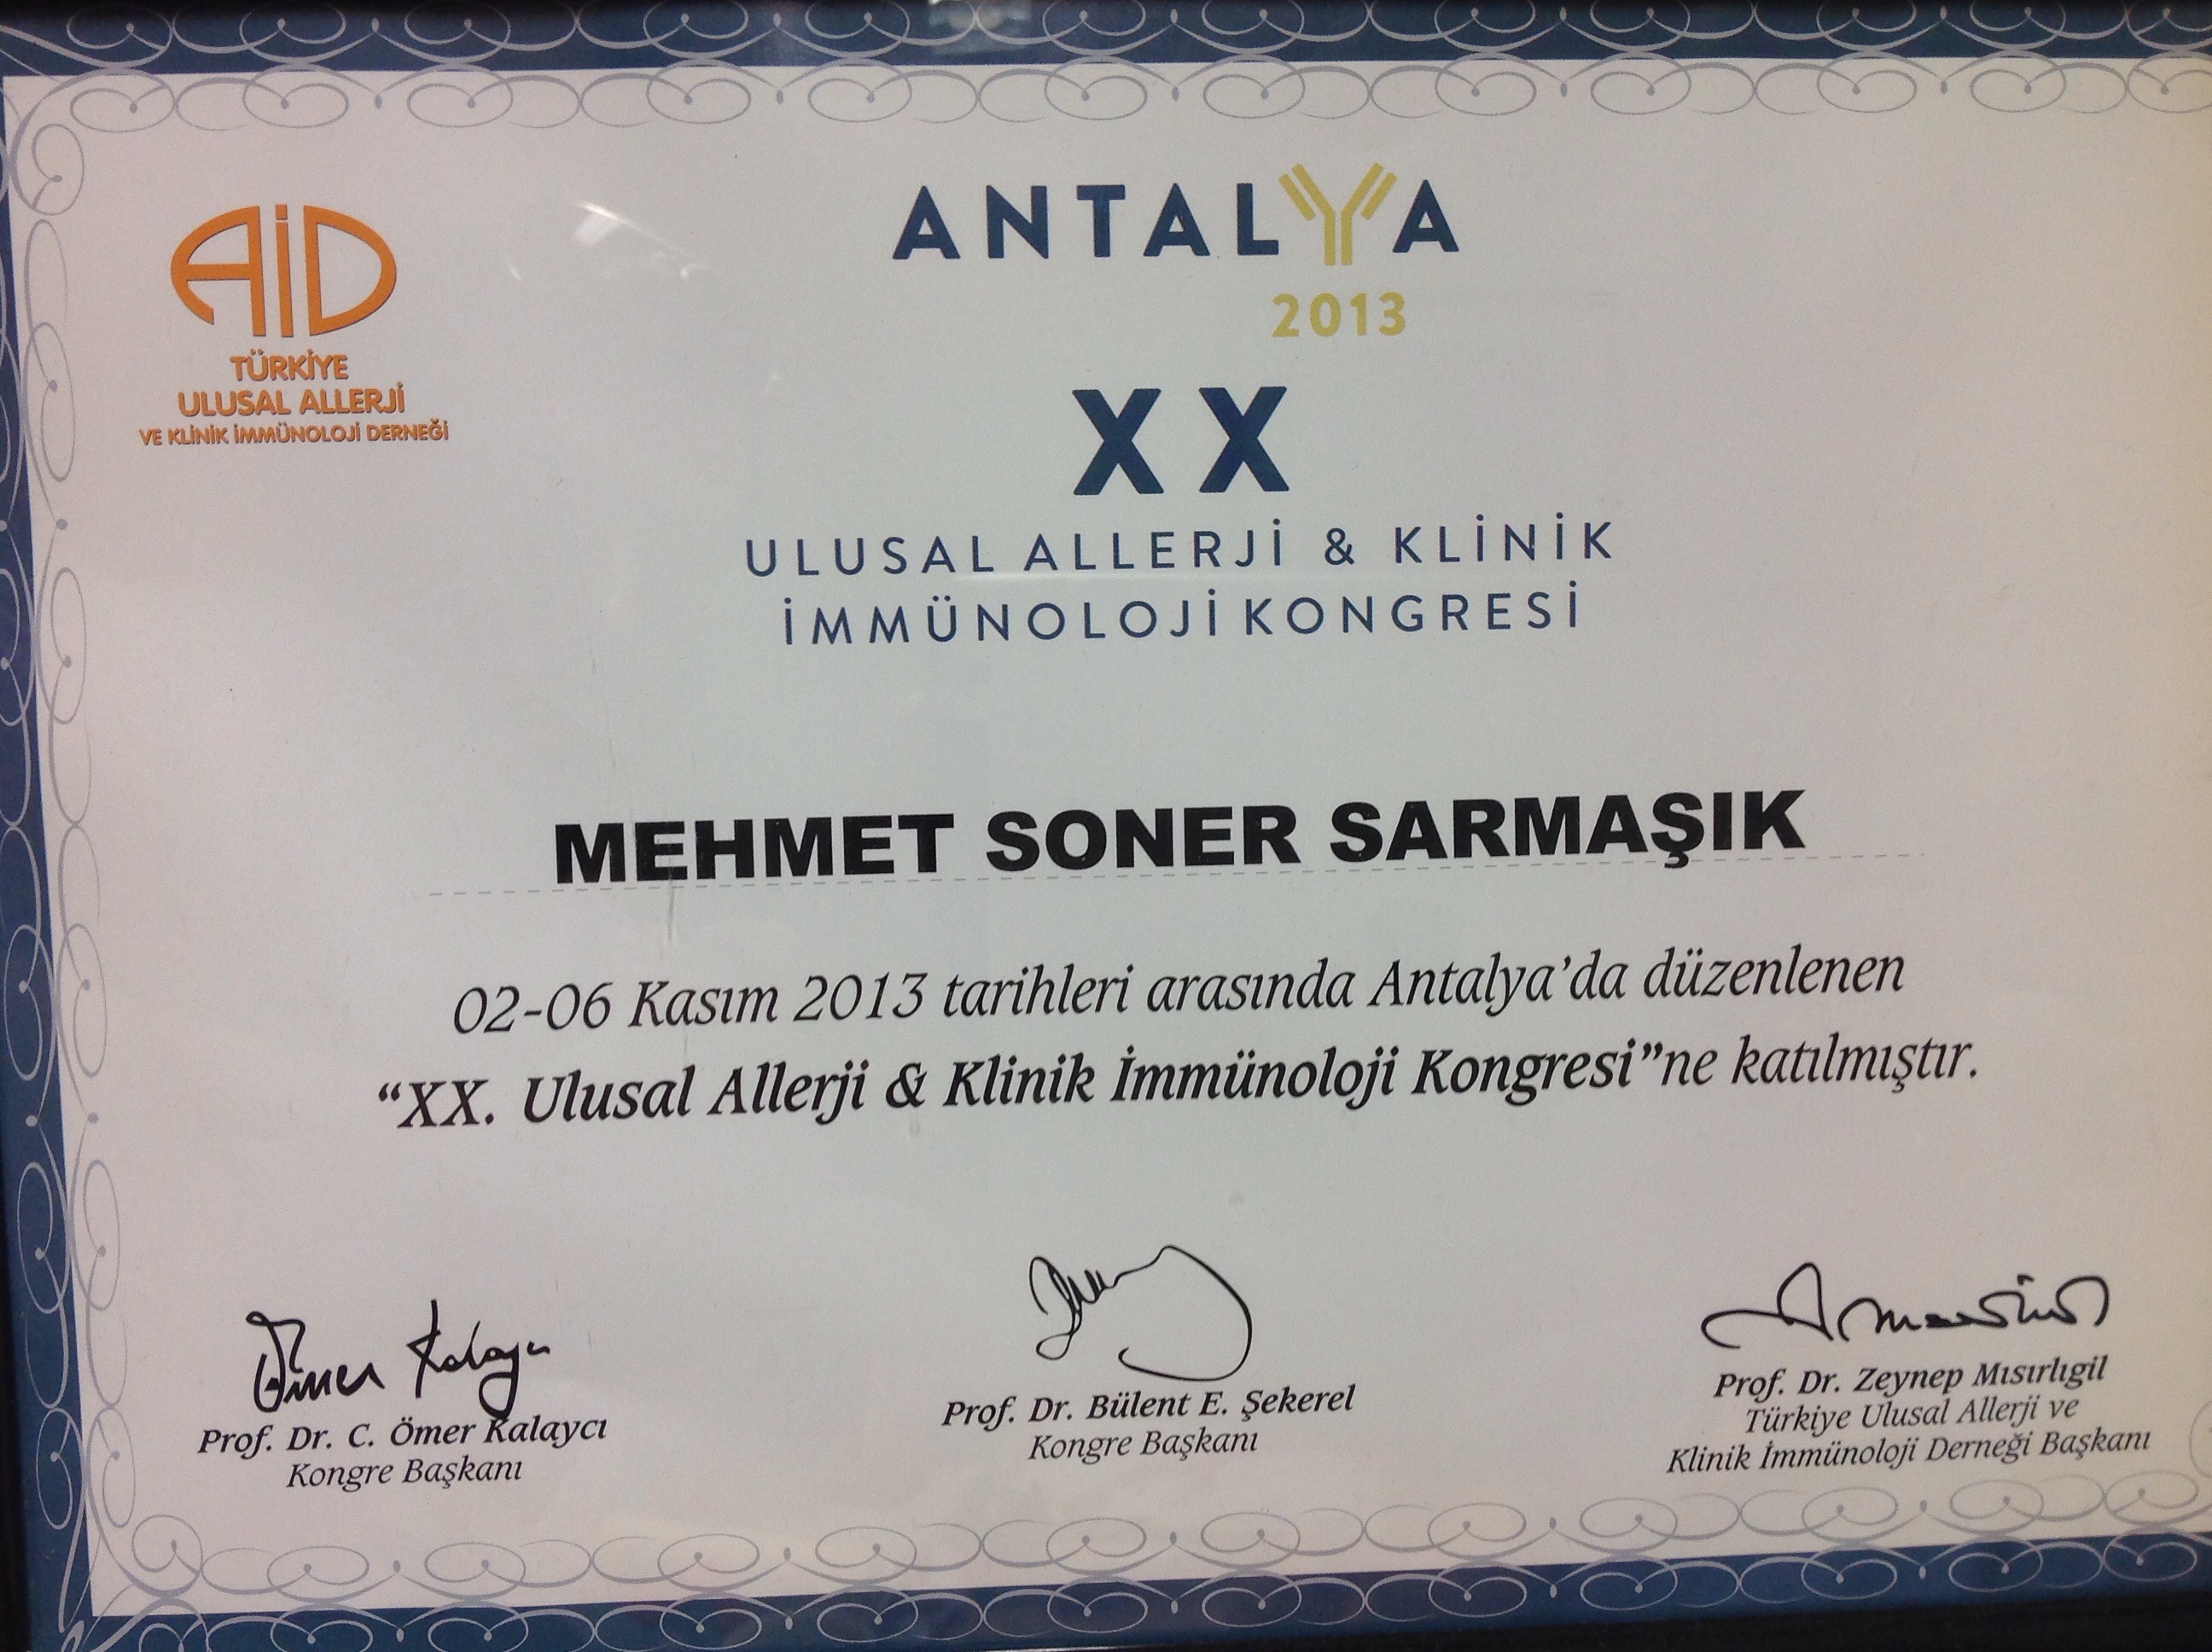 AİD
TÜRKİYE
ULUSAL ALLERJİ
VE KLİNİK İMMÜNOLOJİ DERNEĞİ
ANTALYA
2013
XX
ULUSAL ALLERJİ & KLİNİK
İMMÜNOLOJİ KONGRESİ
MEHMET SONER SARMAŞIK
02-06 Kasım 2013 tarihleri arasında Antalya'da düzenlenen
“XX. Ulusal Allerji & Klinik İmmünoloji Kongresi”ne katılmıştır.
Ömer Kalaycı
Prof. Dr. C. Ömer Kalaycı
Kongre Başkanı
Prof. Dr. Bülent E. Şekerel
Kongre Başkanı
Prof. Dr. Zeynep Mısırlıgil
Türkiye Ulusal Allerji ve
Klinik İmmünoloji Derneği Başkanı